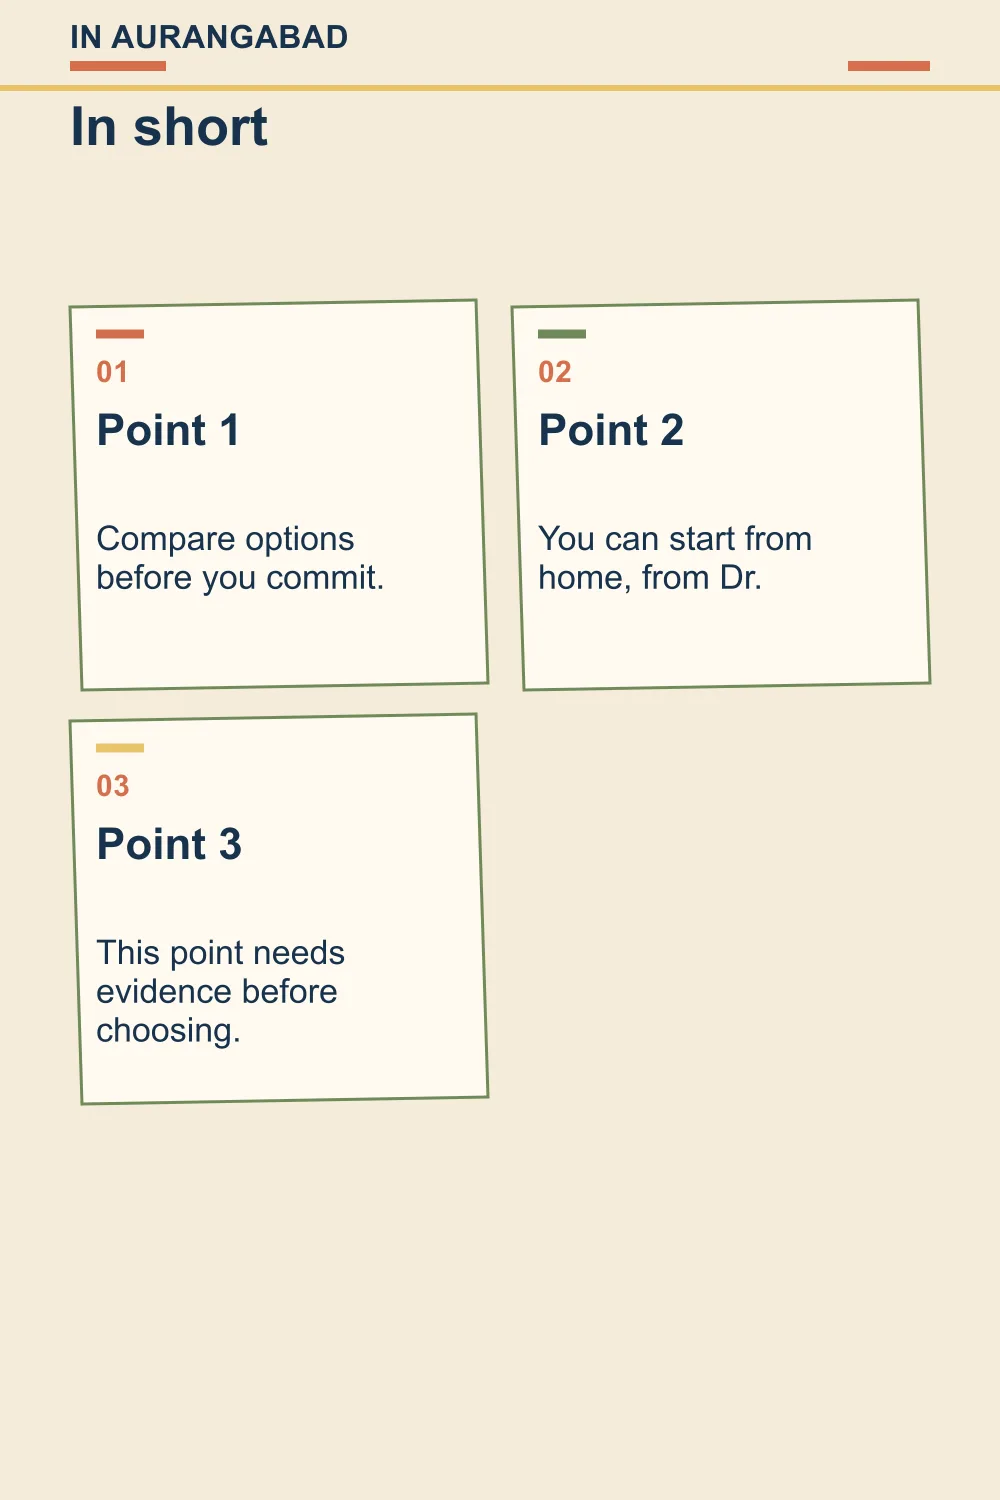 IN AURANGABAD
In short
01
Point 1
Compare options
before you commit.
02
Point 2
You can start from
home, from Dr.
03
Point 3
This point needs
evidence before
choosing.